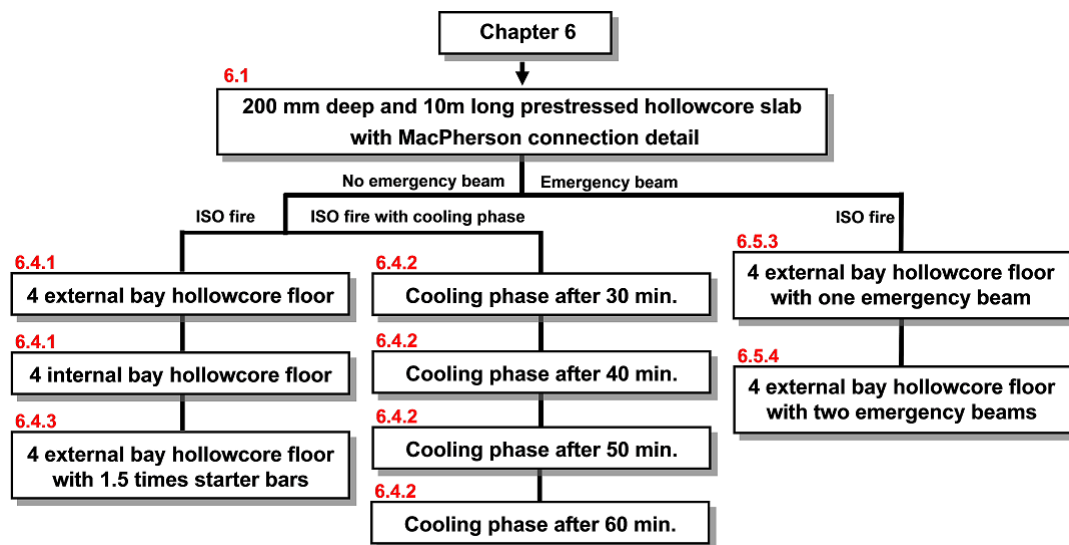 Chapter 6
6.1
200 mm deep and 10m long prestressed hollowcore slab
with MacPherson connection detail
No emergency beam
Emergency beam
ISO fire
ISO fire with cooling phase
ISO fire
6.4.1
4 external bay hollowcore floor
6.4.1
4 internal bay hollowcore floor
6.4.3
4 external bay hollowcore floor
with 1.5 times starter bars
6.4.2
Cooling phase after 30 min.
6.4.2
Cooling phase after 40 min.
6.4.2
Cooling phase after 50 min.
6.4.2
Cooling phase after 60 min.
6.5.3
4 external bay hollowcore floor
with one emergency beam
6.5.4
4 external bay hollowcore floor
with two emergency beams